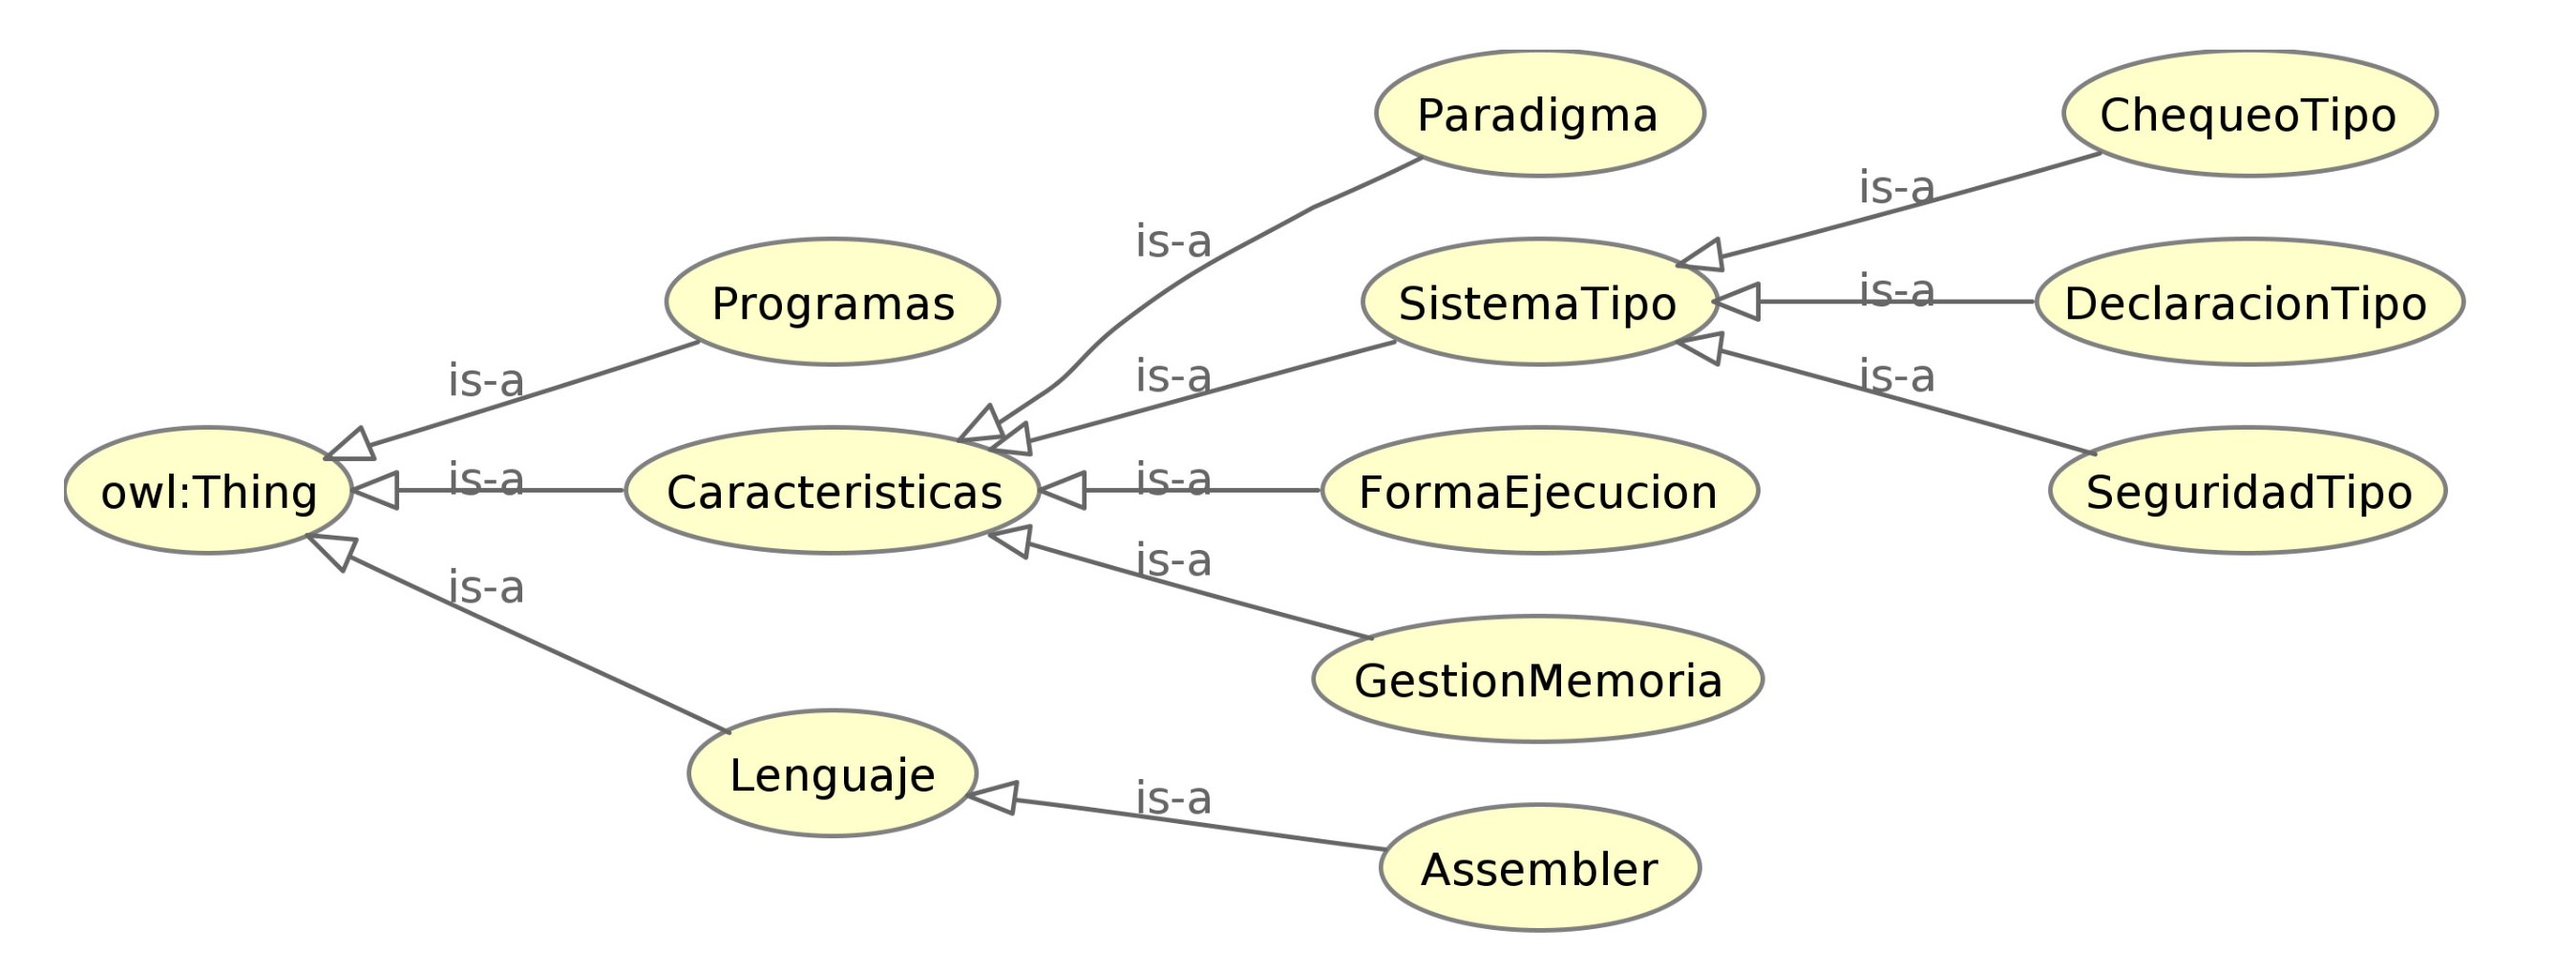 Paradigma
ChequeoTipo
is-a
is-a
Programas
SistemaTipo
is-a
DeclaracionTipo
is-a
is-a
is-a
owl:Thing
is-a
Caracteristicas
is-a
FormaEjecucion
SeguridadTipo
is-a
is-a
GestionMemoria
Lenguaje
is-a
Assembler